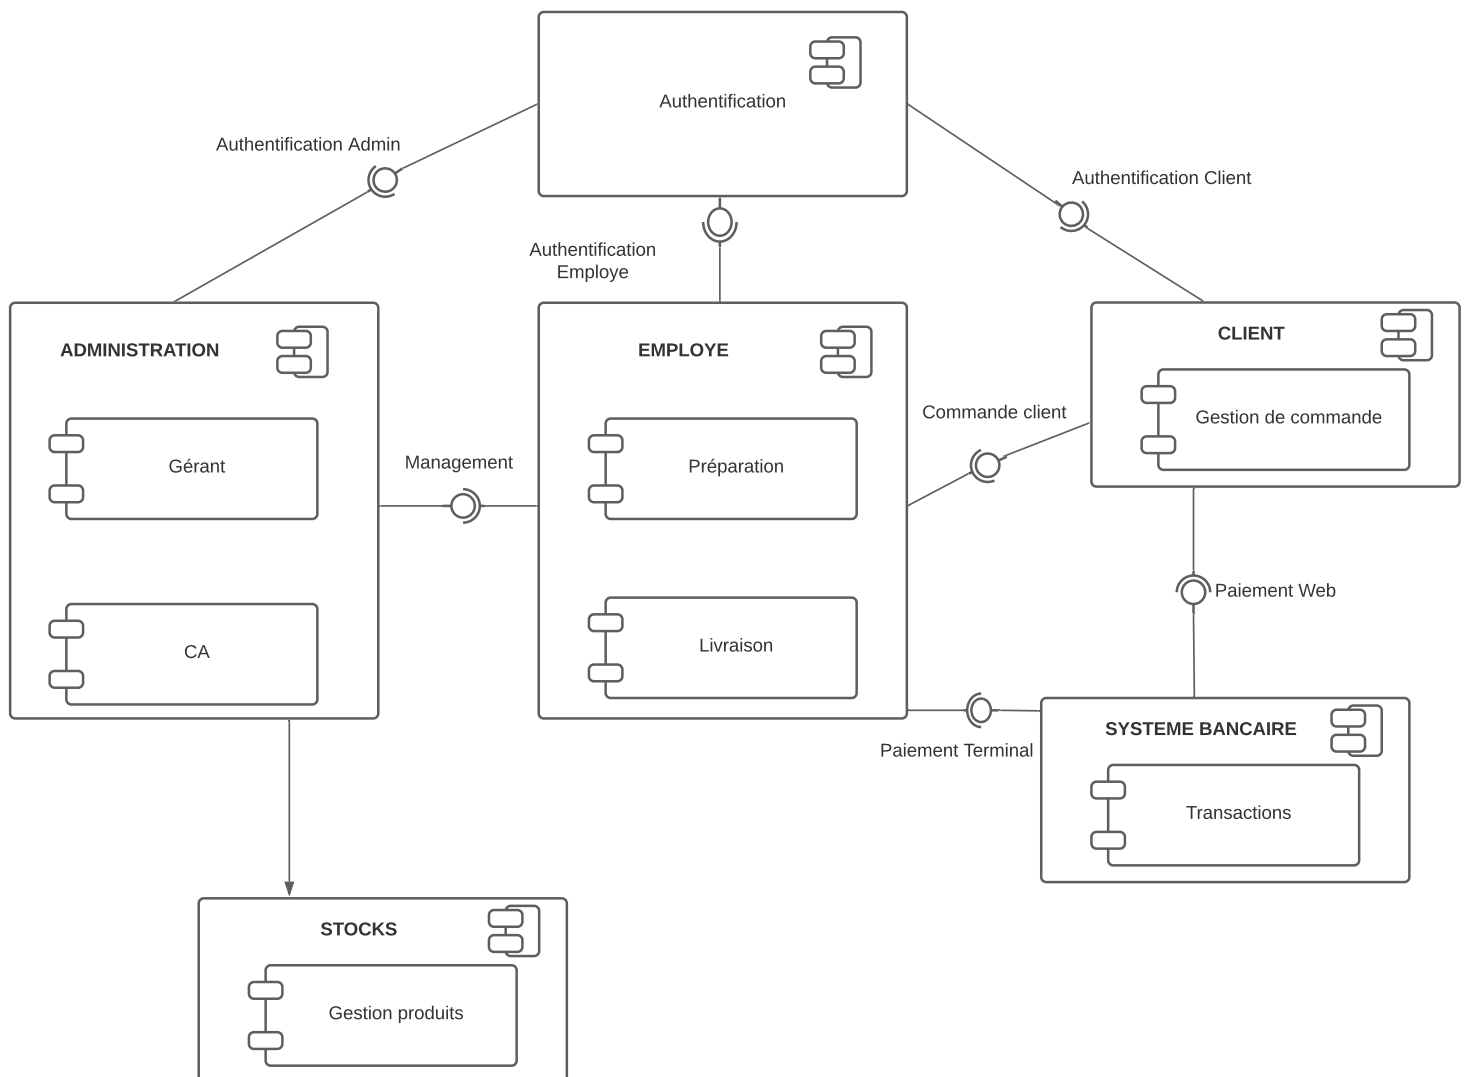 Authentification
Authentification Admin
Authentification Client
Authentification
Employe
ADMINISTRATION
EMPLOYE
CLIENT
Commande client
Gestion de commande
Gérant
Management
Préparation
Paiement Web
CA
Livraison
SYSTEME BANCAIRE
Paiement Terminal
Transactions
STOCKS
Gestion produits